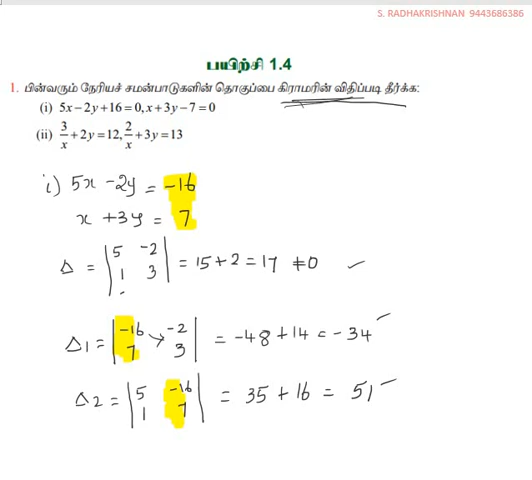 S. RADHAKRISHNAN 9443686386
பயிற்சி 1.4
1. பின்வரும் நேரியச் சமன்பாடுகளின் தொகுப்பை கிராமரின் விதிப்படி தீர்க்க:
(i) 5x − 2y + 16 = 0, x + 3y − 7 = 0
(ii) 3/x + 2y = 12, 2/x + 3y = 13
i) 5x − 2y = −16
x + 3y = 7
Δ = | 5 −2 | = 15 + 2 = 17 ≠ 0
| 1 3 |
Δ1 = | −16 −2 | = −48 + 14 = −34
| 7 3 |
Δ2 = | 5 −16 | = 35 + 16 = 51
| 1 7 |